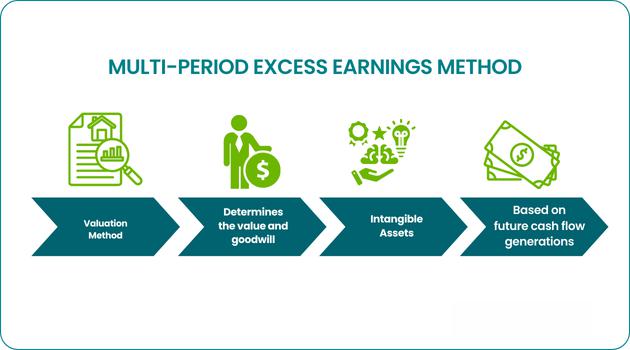 MULTI-PERIOD EXCESS EARNINGS METHOD
Valuation
Method
Determines
the value and
goodwill
Intangible
Assets
Based on
future cash flow
generations